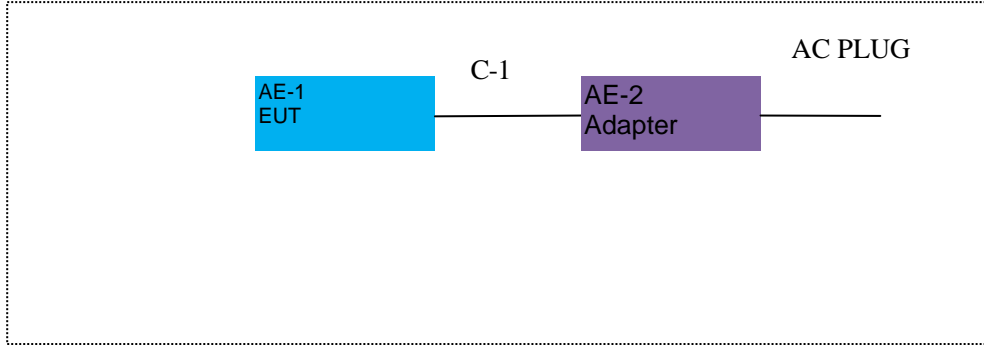 AC PLUG
C-1
AE-1
EUT
AE-2
Adapter